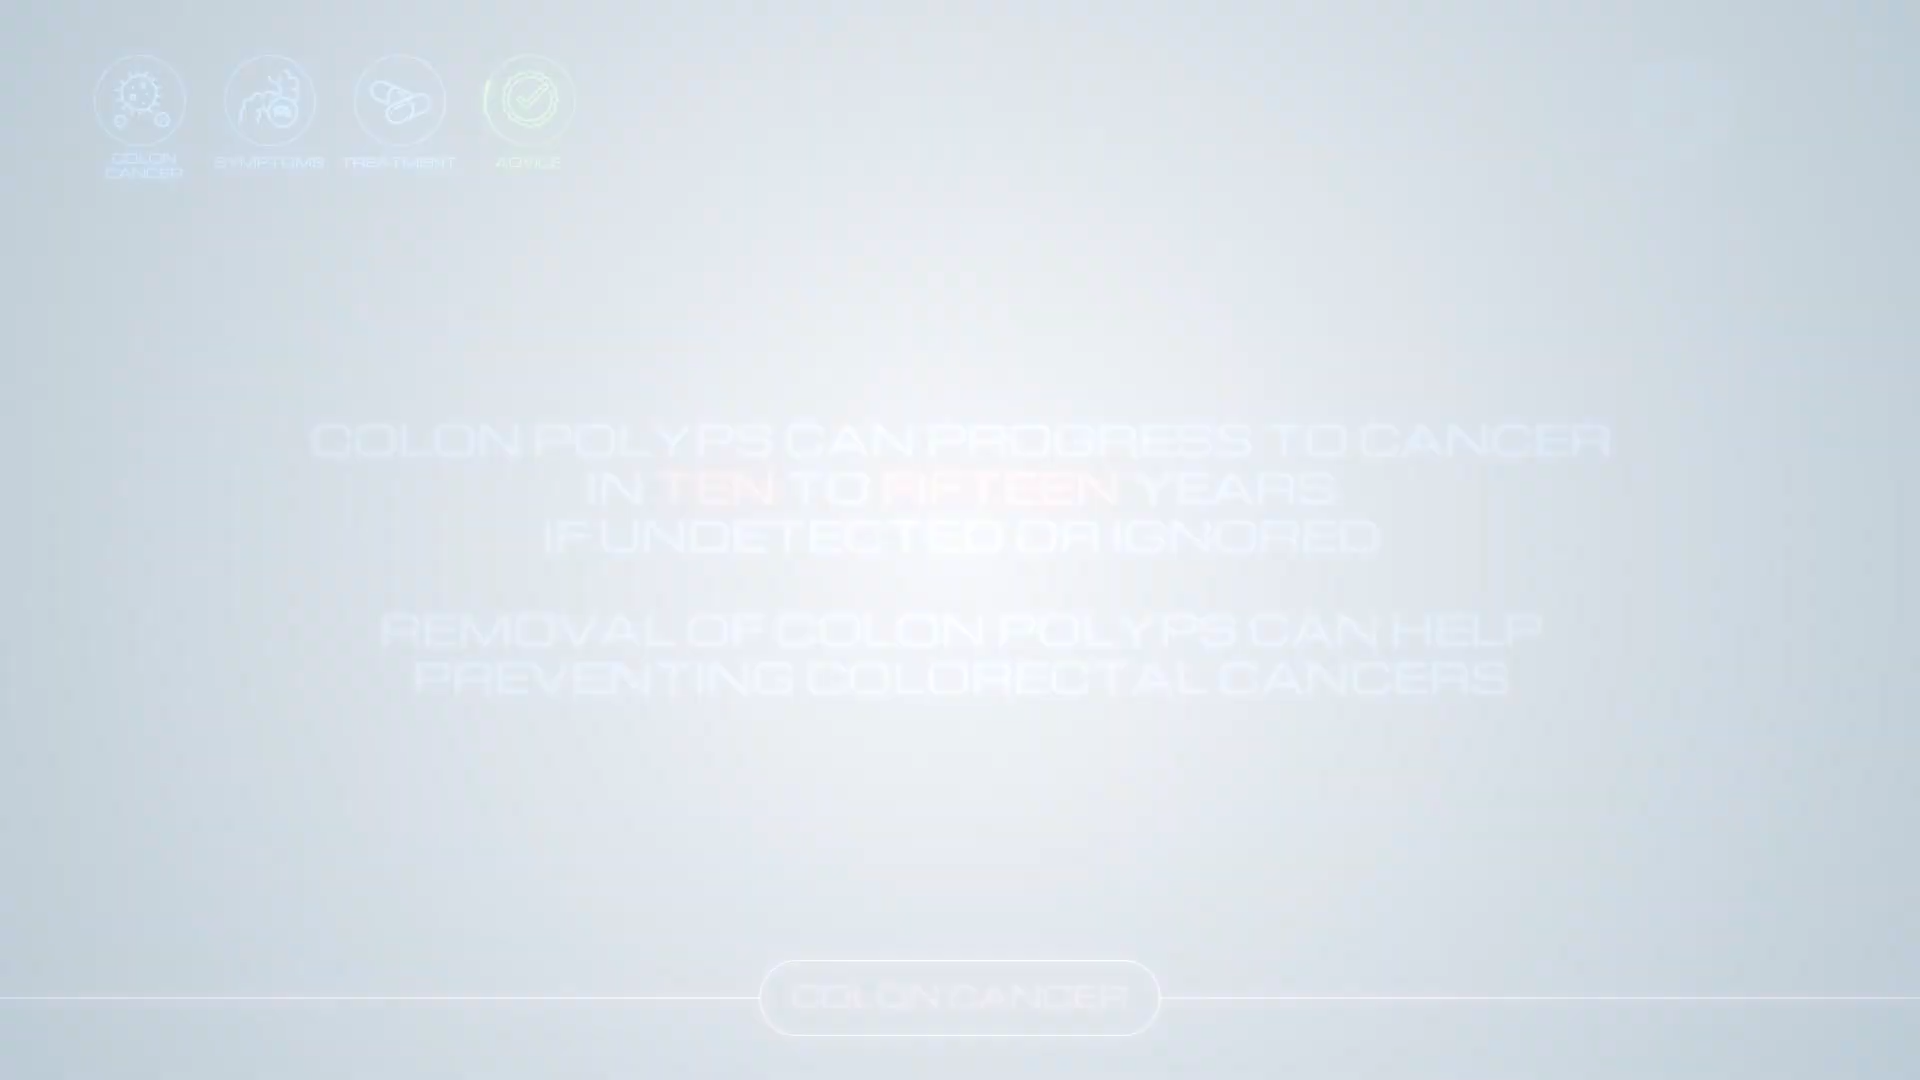 COLON
CANCER
SYMPTOMS
TREATMENT
ADVICE
COLON POLYPS CAN PROGRESS TO CANCER
IN TEN TO FIFTEEN YEARS
IF UNDETECTED OR IGNORED
REMOVAL OF COLON POLYPS CAN HELP
PREVENTING COLORECTAL CANCERS
COLON CANCER